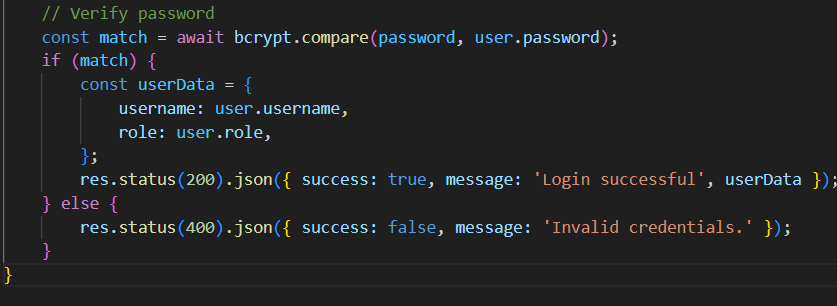 // Verify password
const match = await bcrypt.compare(password, user.password);
if (match) {
const userData = {
username: user.username,
role: user.role,
};
res.status(200).json({ success: true, message: 'Login successful', userData });
} else {
res.status(400).json({ success: false, message: 'Invalid credentials.' });
}
}